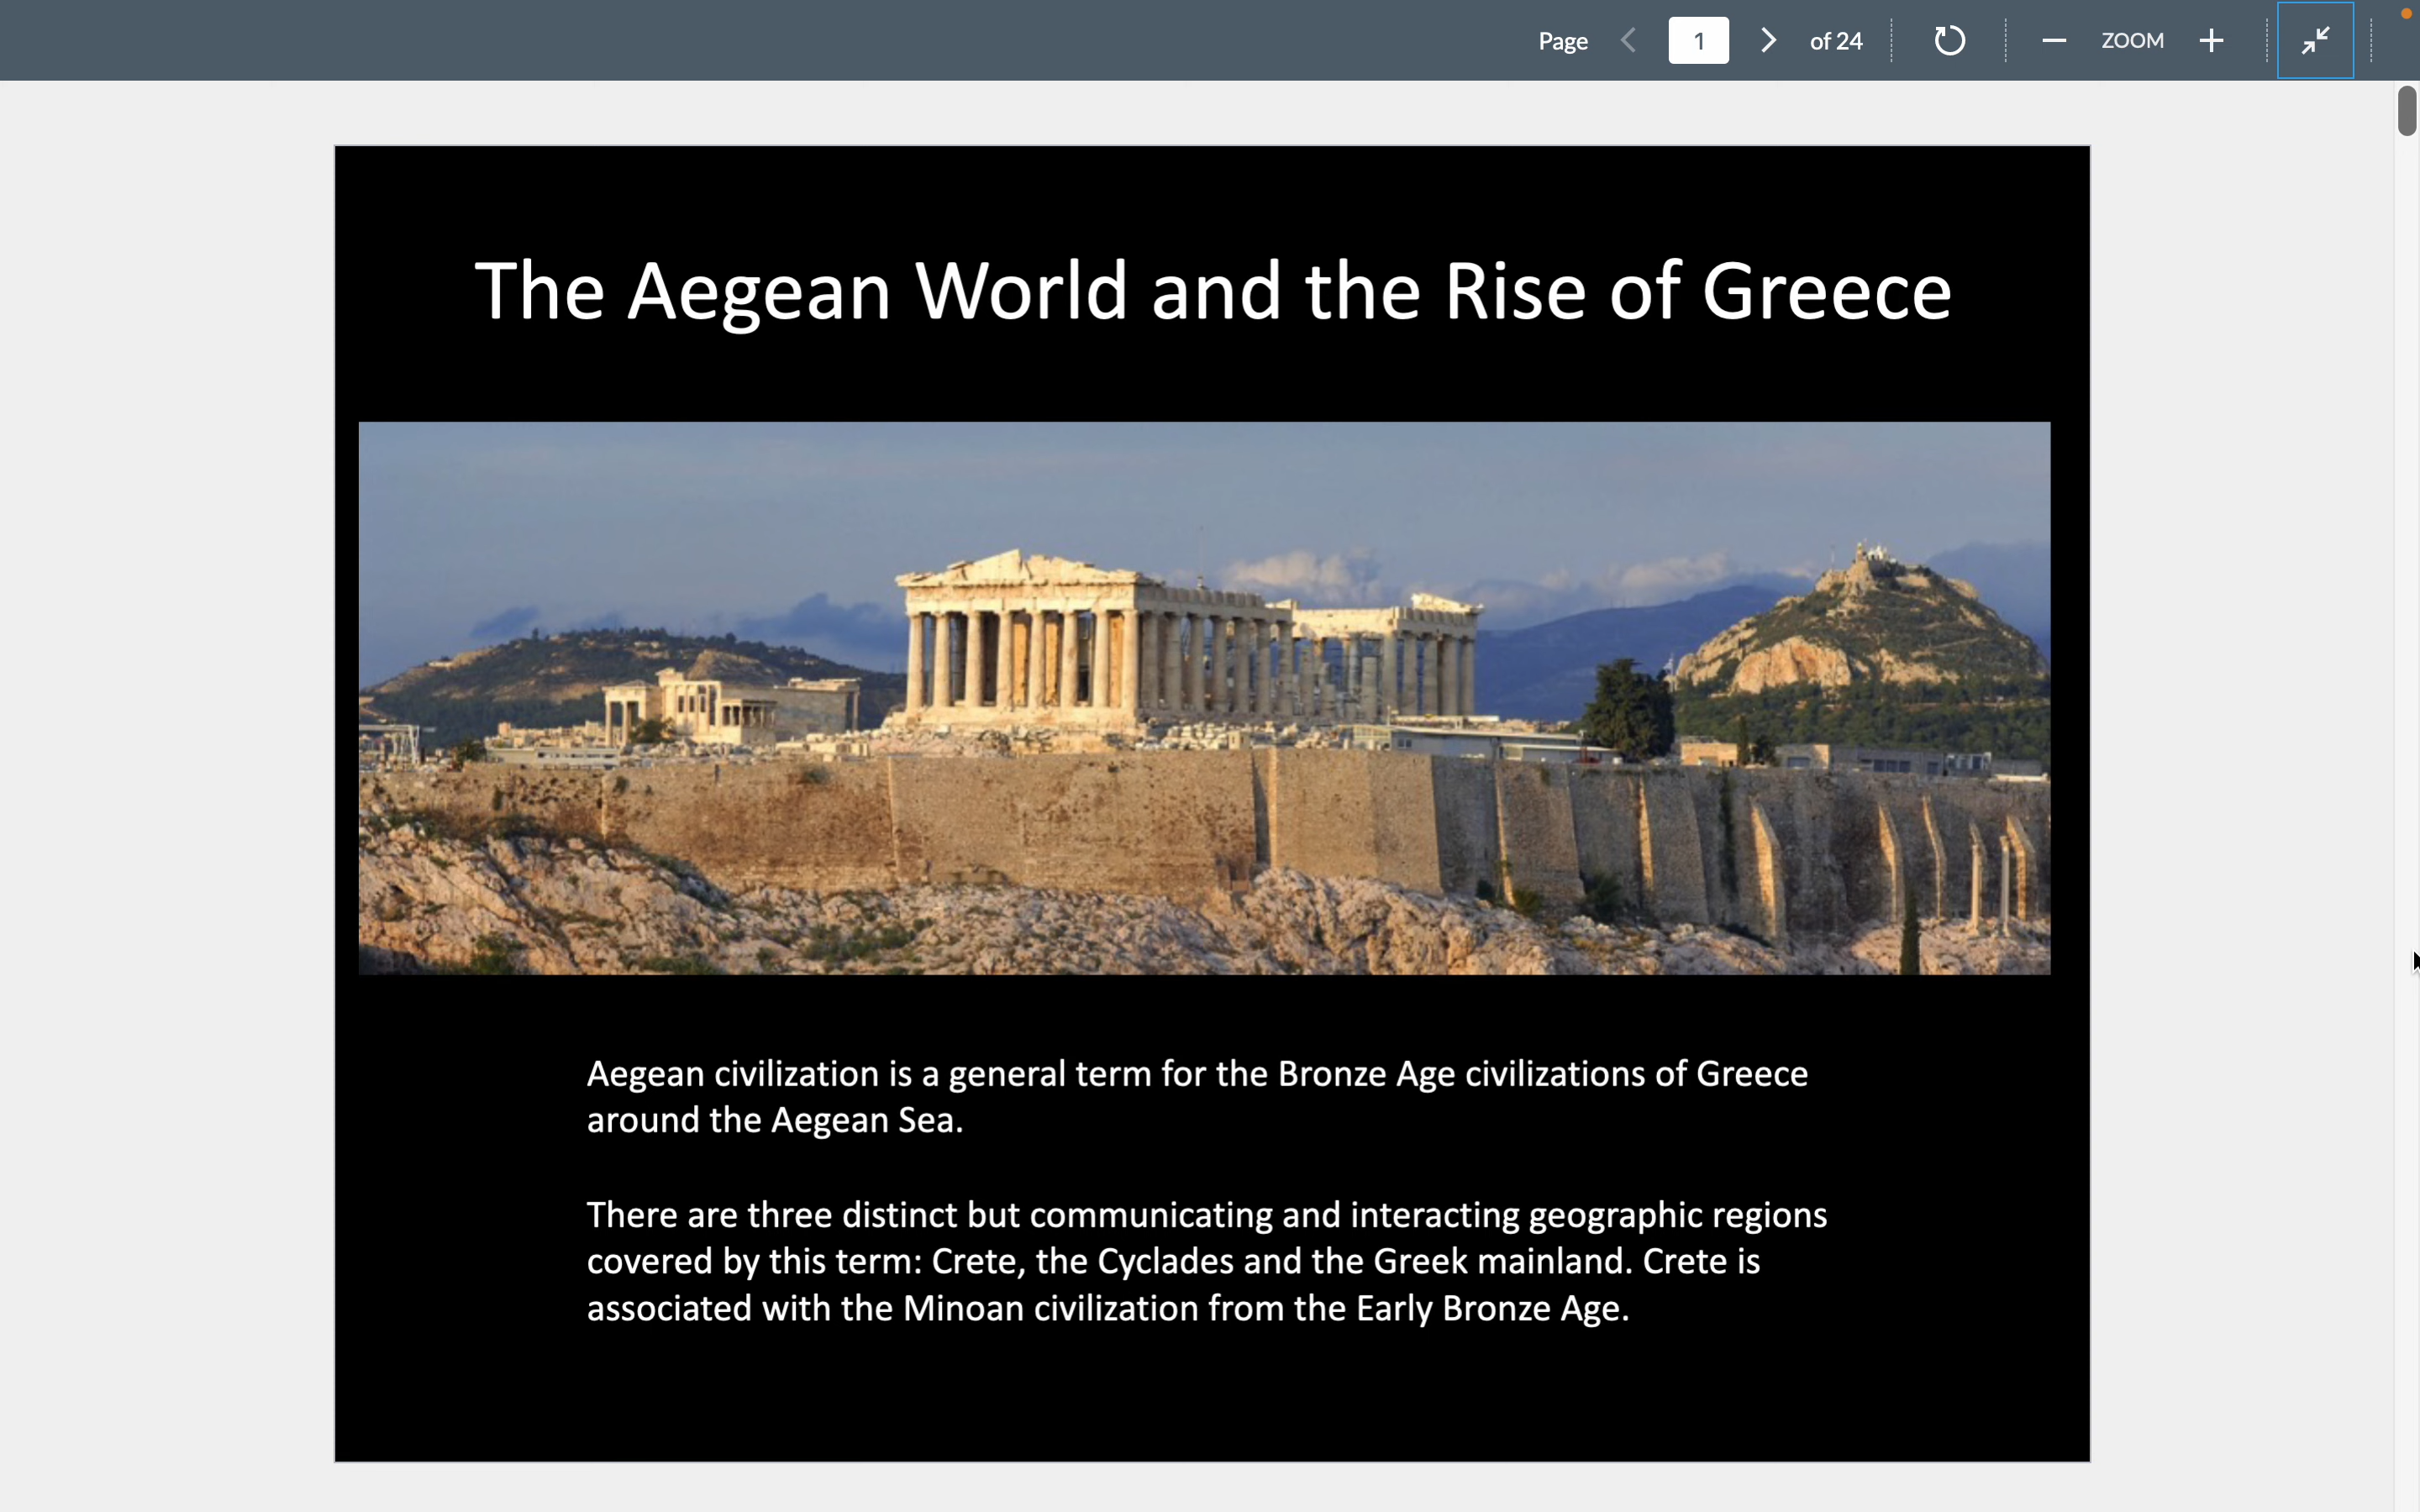 Page 1 of 24 ZOOM
The Aegean World and the Rise of Greece
Aegean civilization is a general term for the Bronze Age civilizations of Greece
around the Aegean Sea.
There are three distinct but communicating and interacting geographic regions
covered by this term: Crete, the Cyclades and the Greek mainland. Crete is
associated with the Minoan civilization from the Early Bronze Age.